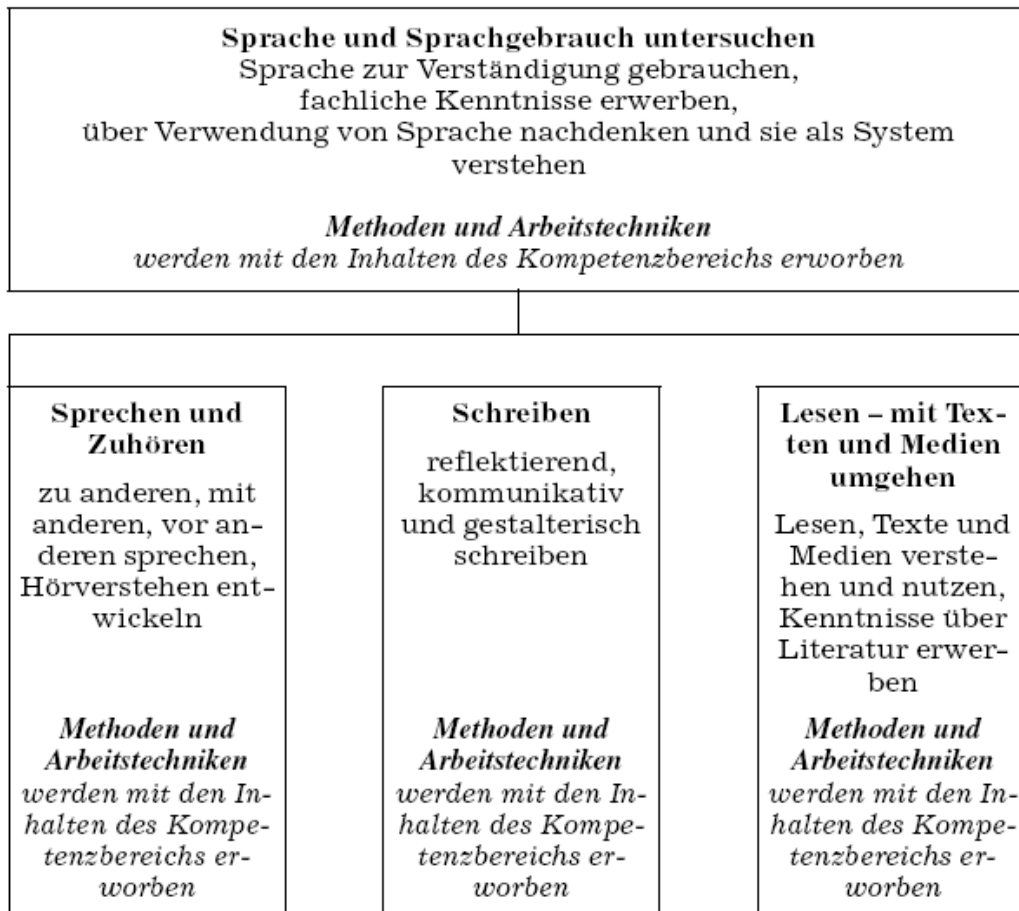 Sprache und Sprachgebrauch untersuchen
Sprache zur Verständigung gebrauchen,
fachliche Kenntnisse erwerben,
über Verwendung von Sprache nachdenken und sie als System
verstehen
Methoden und Arbeitstechniken
werden mit den Inhalten des Kompetenzbereichs erworben
Sprechen und
Zuhören
zu anderen, mit
anderen, vor an-
deren sprechen,
Hörverstehen ent-
wickeln
Methoden und
Arbeitstechniken
werden mit den In-
halten des Kompe-
tenzbereichs er-
worben
Schreiben
reflektierend,
kommunikativ
und gestalterisch
schreiben
Methoden und
Arbeitstechniken
werden mit den In-
halten des Kompe-
tenzbereichs er-
worben
Lesen – mit Tex-
ten und Medien
umgehen
Lesen, Texte und
Medien verste-
hen und nutzen,
Kenntnisse über
Literatur erwer-
ben
Methoden und
Arbeitstechniken
werden mit den In-
halten des Kompe-
tenzbereichs er-
worben